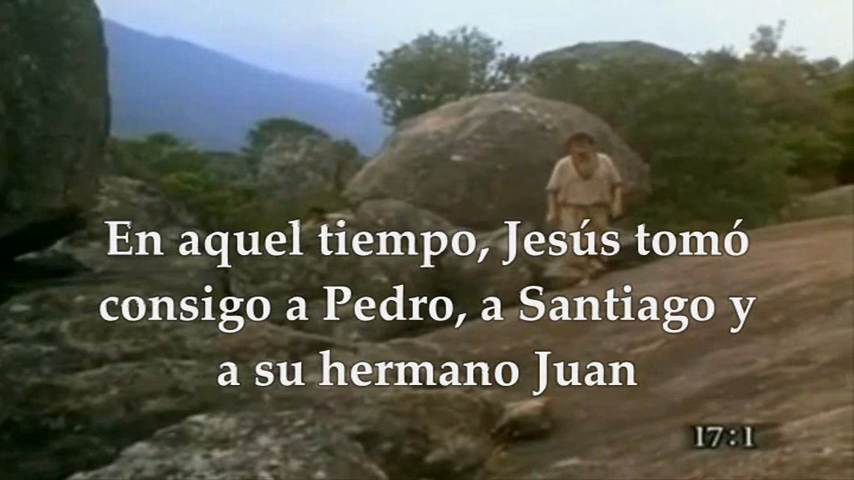 En aquel tiempo, Jesús tomó
consigo a Pedro, a Santiago y
a su hermano Juan
17:1